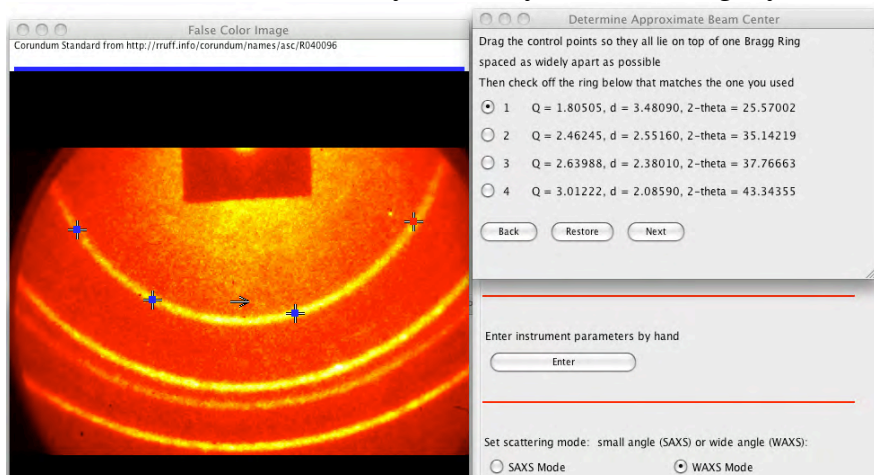 False Color Image
Corundum Standard from http://rruff.info/corundum/names/asc/R040096
Determine Approximate Beam Center
Drag the control points so they all lie on top of one Bragg Ring
spaced as widely apart as possible
Then check off the ring below that matches the one you used
1 Q = 1.80505, d = 3.48090, 2-theta = 25.57002
2 Q = 2.46245, d = 2.55160, 2-theta = 35.14219
3 Q = 2.63988, d = 2.38010, 2-theta = 37.76663
4 Q = 3.01222, d = 2.08590, 2-theta = 43.34355
Back Restore Next
Enter instrument parameters by hand
Enter
Set scattering mode: small angle (SAXS) or wide angle (WAXS):
SAXS Mode WAXS Mode